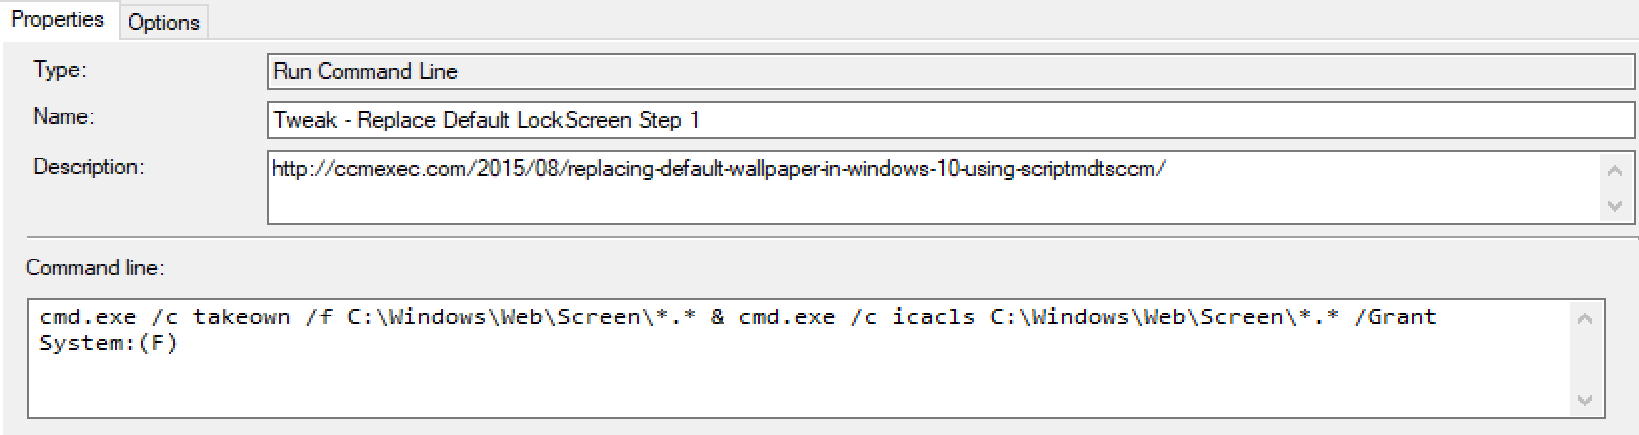 Properties
Options
Type:
Run Command Line
Name:
Tweak - Replace Default LockScreen Step 1
Description:
http://ccmexec.com/2015/08/replacing-default-wallpaper-in-windows-10-using-scriptmdtsccm/
Command line:
cmd.exe /c takeown /f C:\Windows\Web\Screen\*.* & cmd.exe /c icacls C:\Windows\Web\Screen\*.* /Grant
System:(F)